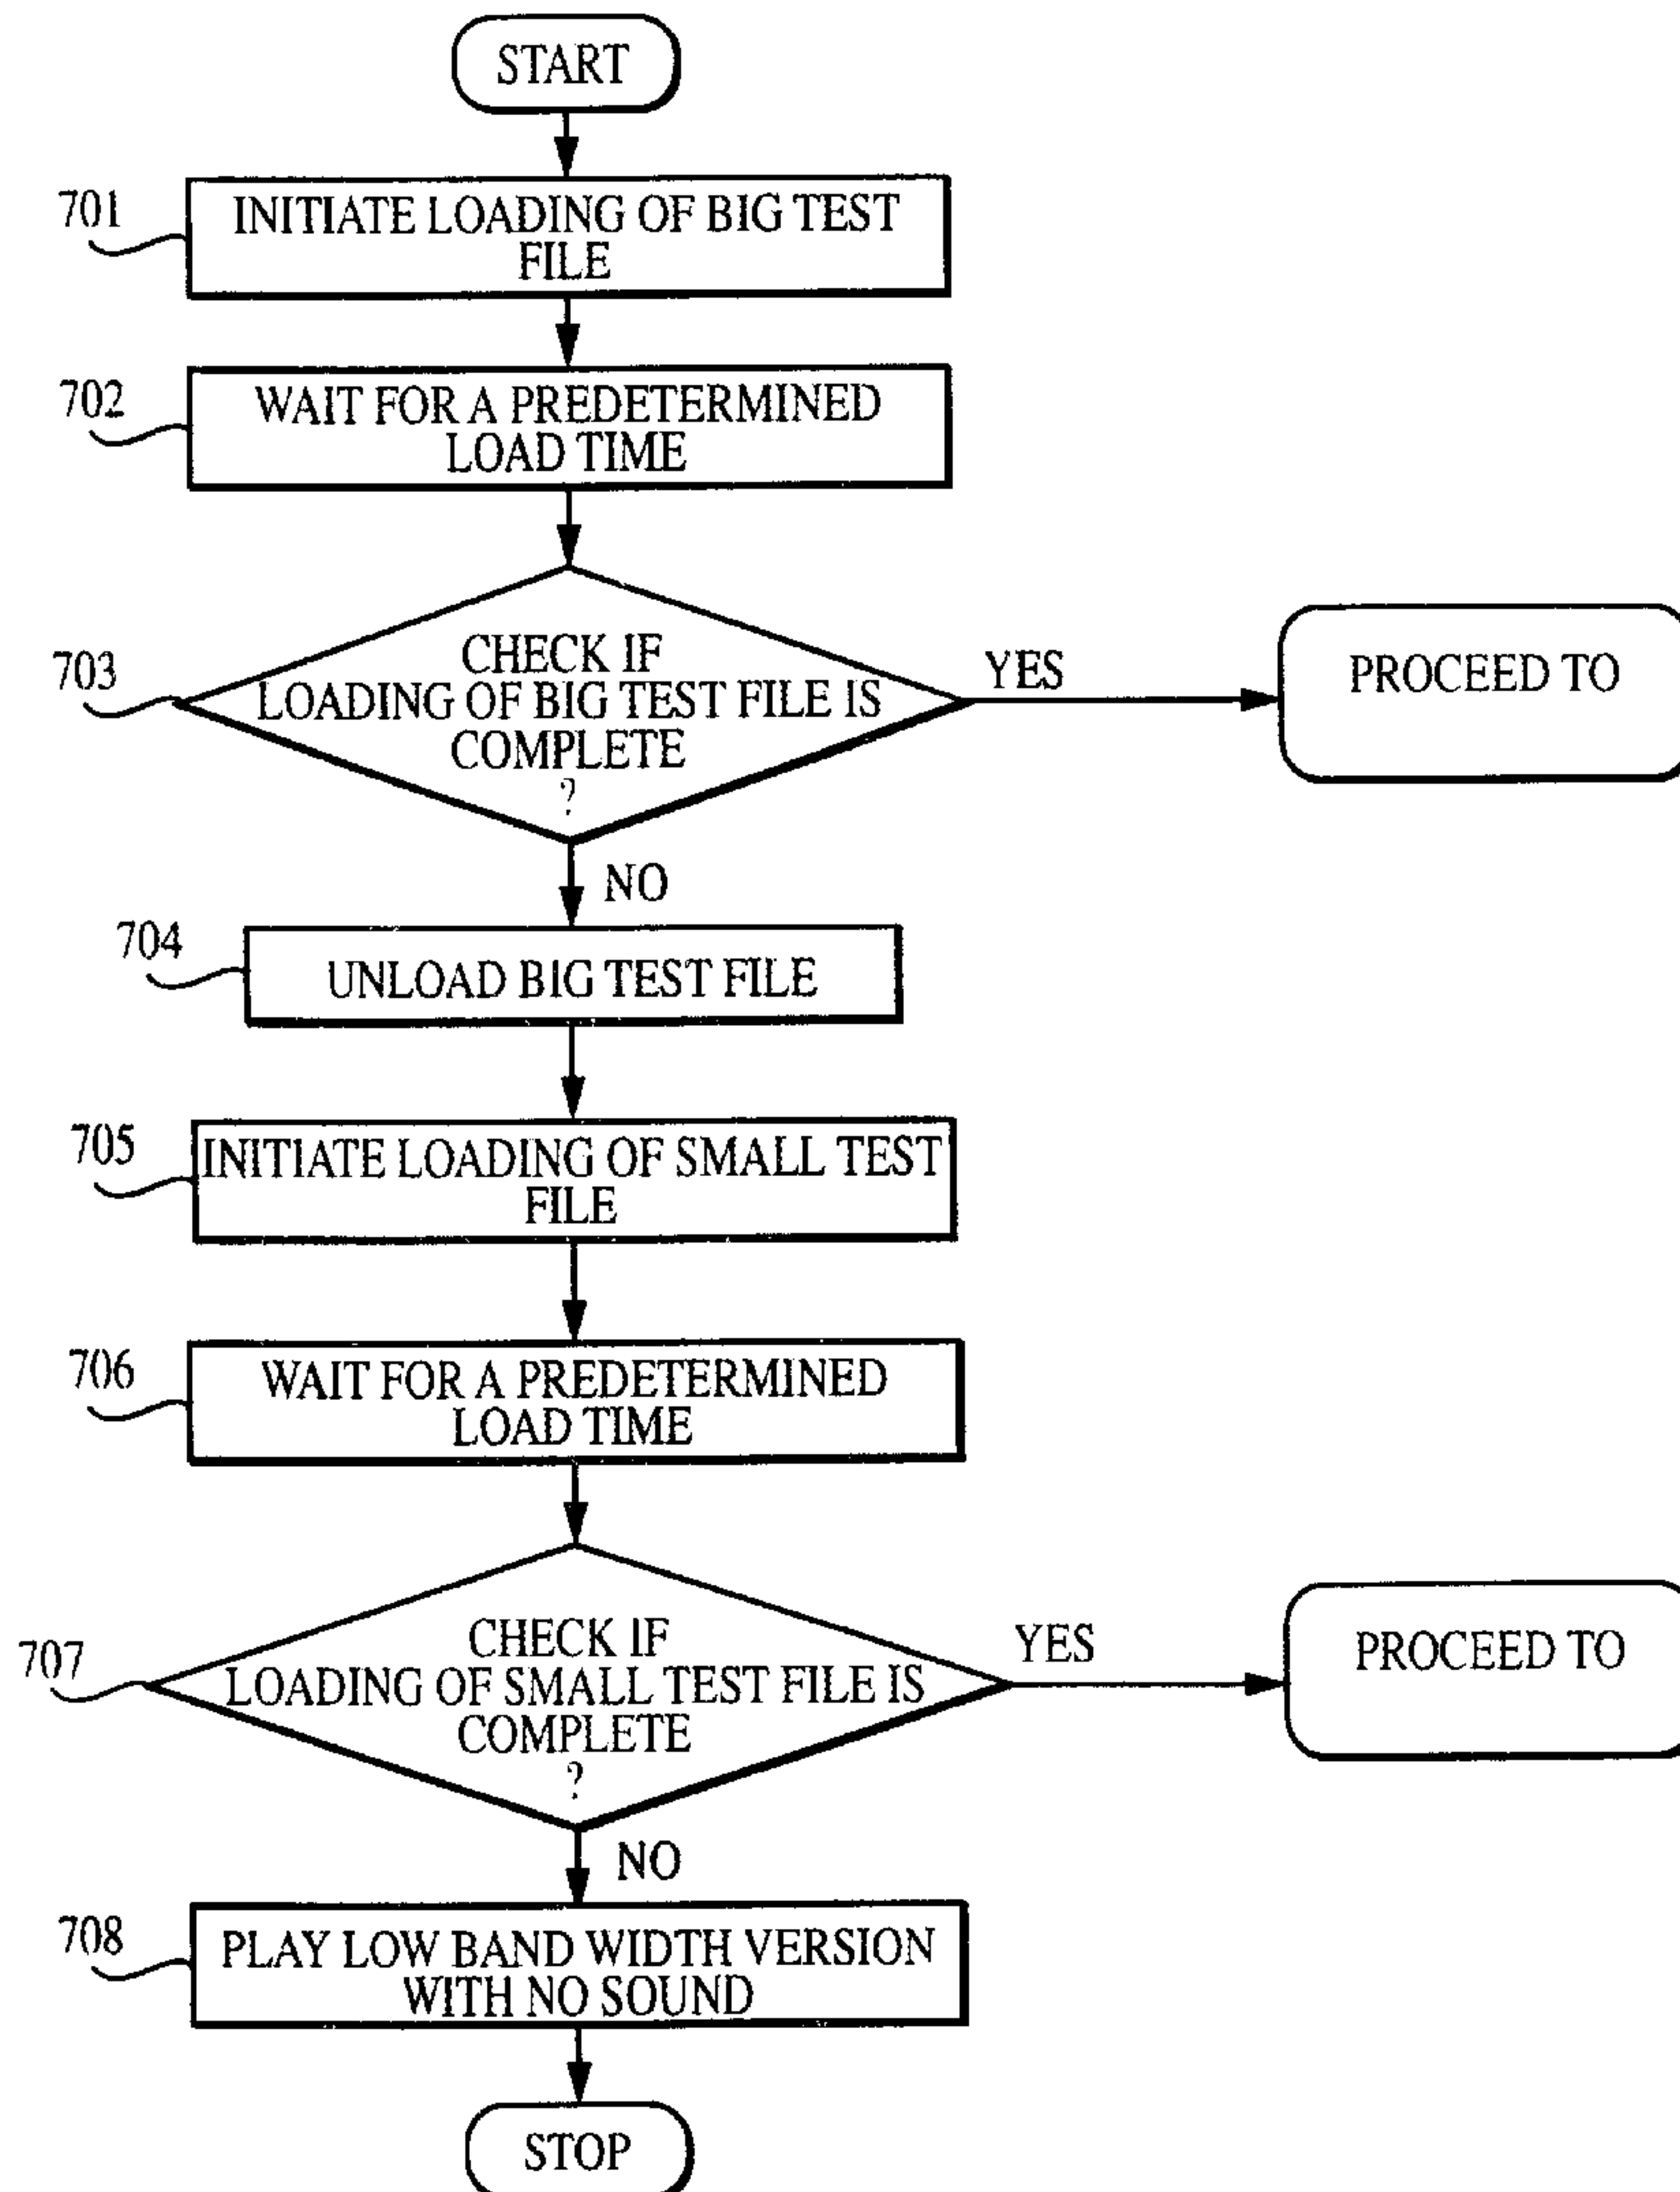 START
701
INITIATE LOADING OF BIG TEST
FILE
702
WAIT FOR A PREDETERMINED
LOAD TIME
703
CHECK IF
LOADING OF BIG TEST FILE IS
COMPLETE
?
YES
PROCEED TO
NO
704
UNLOAD BIG TEST FILE
705
INITIATE LOADING OF SMALL TEST
FILE
706
WAIT FOR A PREDETERMINED
LOAD TIME
707
CHECK IF
LOADING OF SMALL TEST FILE IS
COMPLETE
?
YES
PROCEED TO
NO
708
PLAY LOW BAND WIDTH VERSION
WITH NO SOUND
STOP